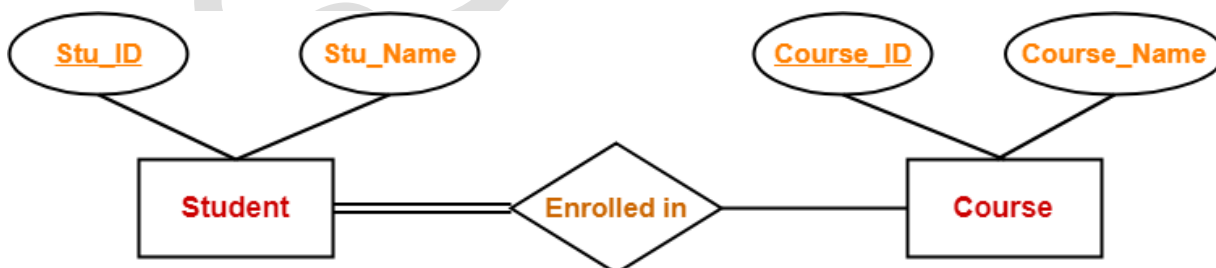 Stu_ID
Stu_Name
Course_ID
Course_Name
Student
Enrolled in
Course